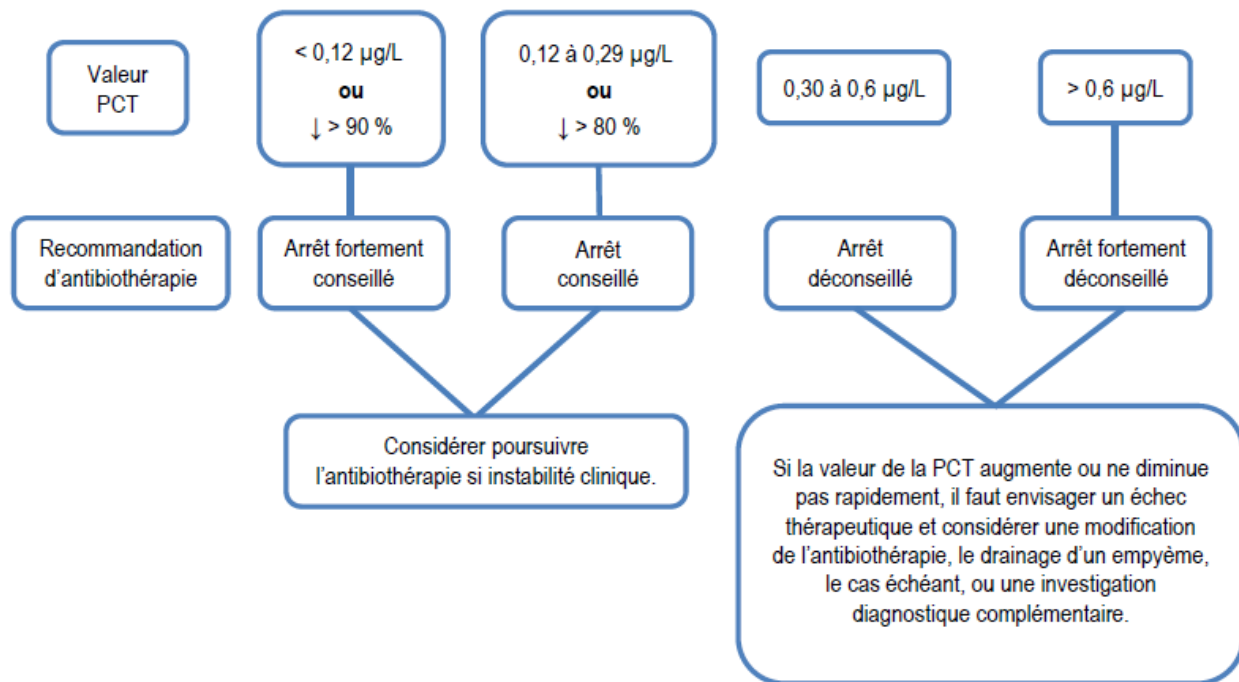 Valeur
PCT
< 0,12 µg/L
ou
↓ > 90 %
0,12 à 0,29 µg/L
ou
↓ > 80 %
0,30 à 0,6 µg/L
> 0,6 µg/L
Recommandation
d’antibiothérapie
Arrêt fortement
conseillé
Arrêt
conseillé
Arrêt
déconseillé
Arrêt fortement
déconseillé
Considérer poursuivre
l’antibiothérapie si instabilité clinique.
Si la valeur de la PCT augmente ou ne diminue
pas rapidement, il faut envisager un échec
thérapeutique et considérer une modification
de l’antibiothérapie, le drainage d’un empyème,
le cas échéant, ou une investigation
diagnostique complémentaire.